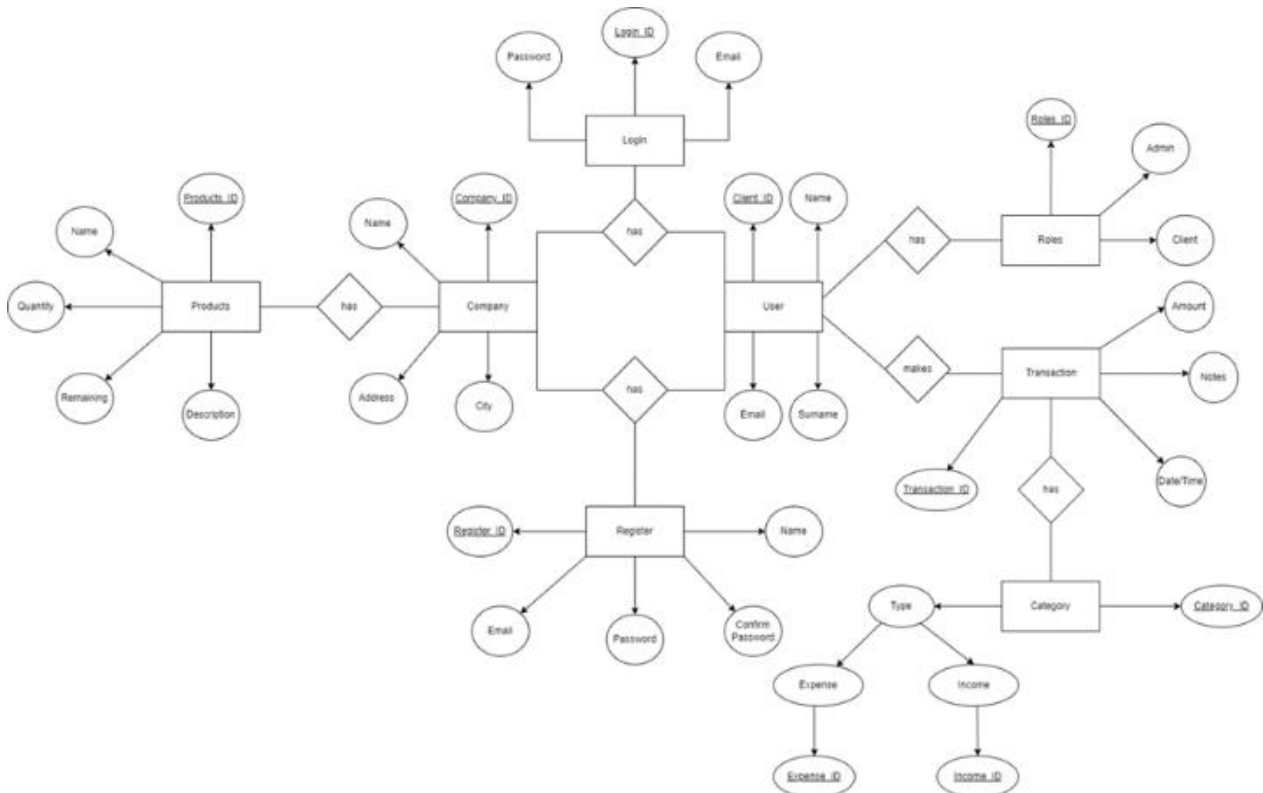 Login_ID
Password
Email
Login
Roles_ID
Admin
Products_ID
Company_ID
Client_ID
Name
Name
Name
has
has
Roles
Client
Quantity
Products
has
Company
User
Amount
Remaining
Description
Address
City
has
Email
Surname
makes
Transaction
Notes
Transaction_ID
has
Date/Time
Register_ID
Register
Name
Email
Password
Confirm
Password
Type
Category
Category_ID
Expense
Income
Expense_ID
Income_ID